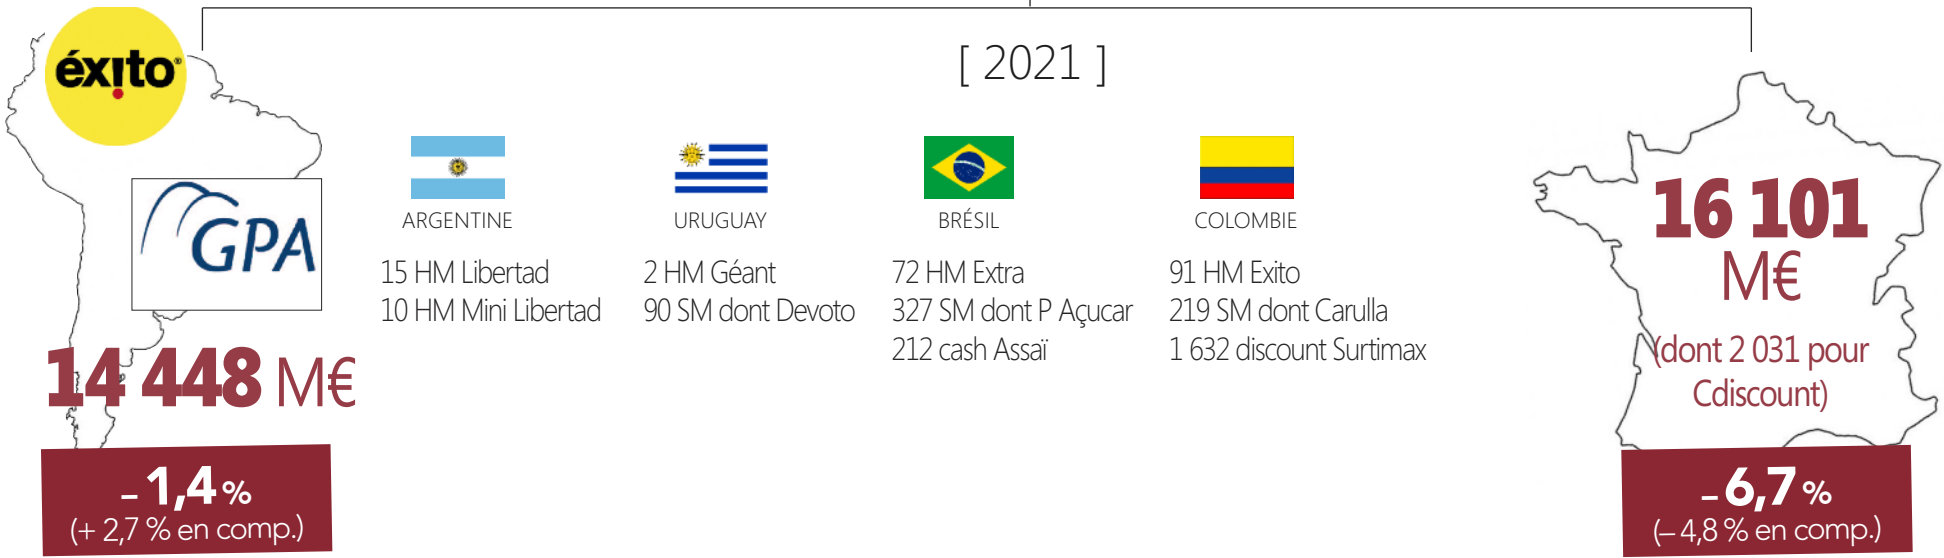 [ 2021 ]
éxito®
GPA
14 448 M€
– 1,4 %
(+ 2,7 % en comp.)
ARGENTINE
15 HM Libertad
10 HM Mini Libertad
URUGUAY
2 HM Géant
90 SM dont Devoto
BRÉSIL
72 HM Extra
327 SM dont P Açucar
212 cash Assaï
COLOMBIE
91 HM Exito
219 SM dont Carulla
1 632 discount Surtimax
16 101
M€
(dont 2 031 pour
Cdiscount)
– 6,7 %
(– 4,8 % en comp.)